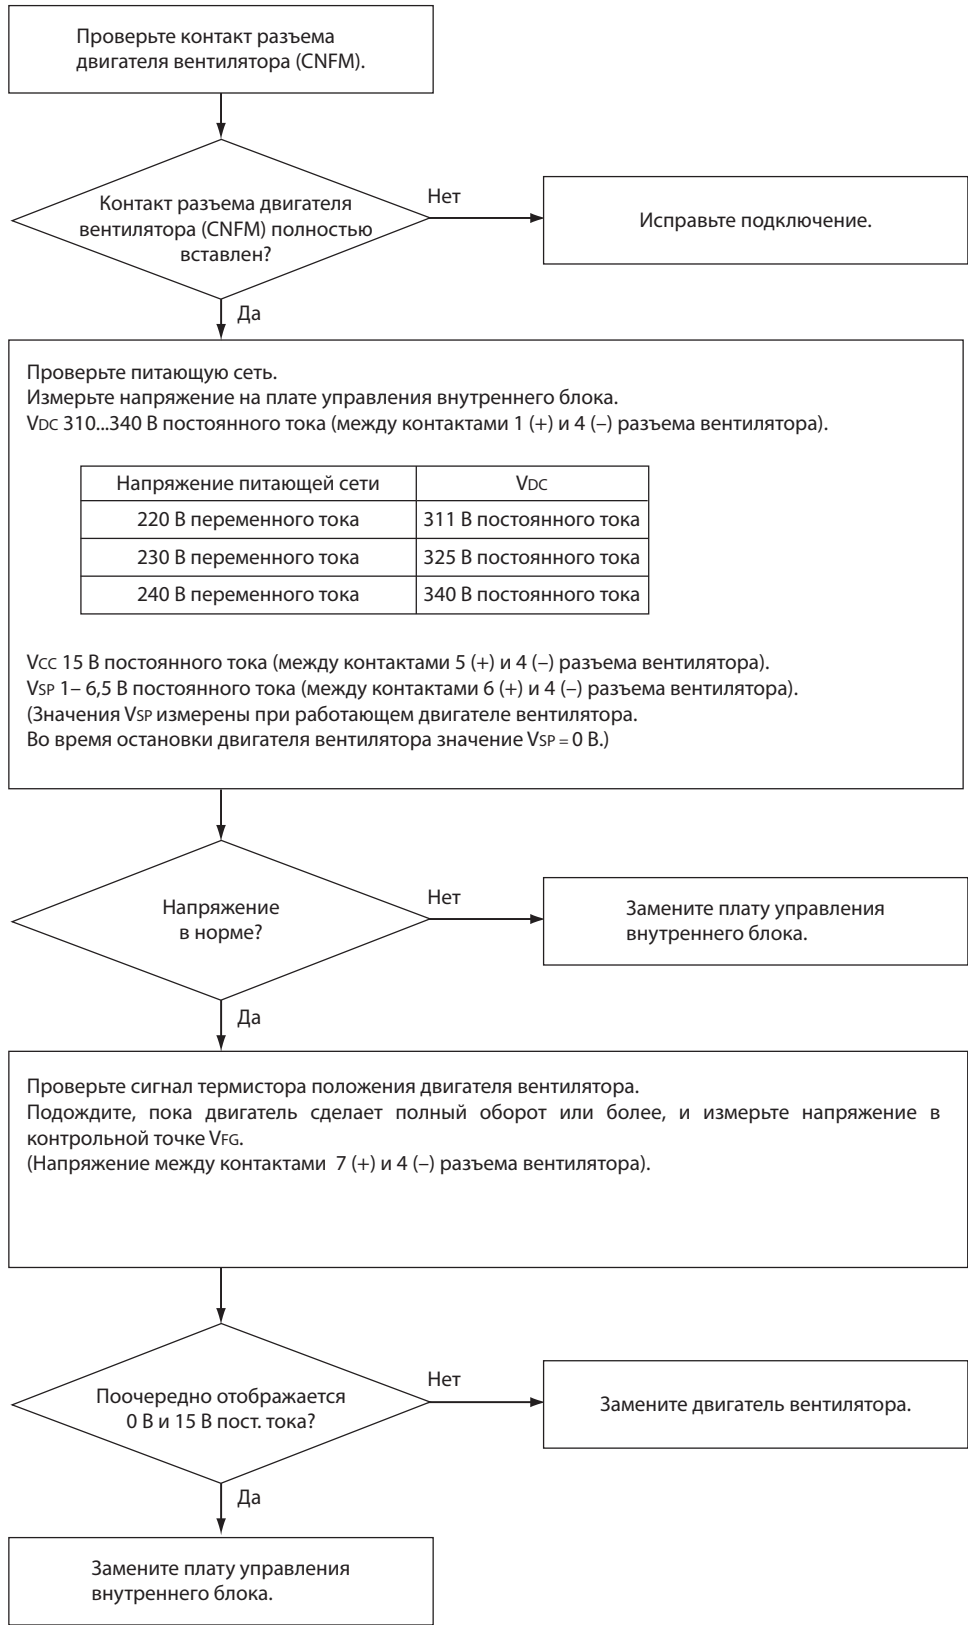 Проверьте контакт разъема
двигателя вентилятора (CNFM).
Контакт разъема двигателя
вентилятора (CNFM) полностью
вставлен?
Нет
Исправьте подключение.
Да
Проверьте питающую сеть.
Измерьте напряжение на плате управления внутреннего блока.
VDC 310...340 В постоянного тока (между контактами 1 (+) и 4 (–) разъема вентилятора).
Напряжение питающей сети VDC
220 В переменного тока 311 В постоянного тока
230 В переменного тока 325 В постоянного тока
240 В переменного тока 340 В постоянного тока
VCC 15 В постоянного тока (между контактами 5 (+) и 4 (–) разъема вентилятора).
VSP 1– 6,5 В постоянного тока (между контактами 6 (+) и 4 (–) разъема вентилятора).
(Значения VSP измерены при работающем двигателе вентилятора.
Во время остановки двигателя вентилятора значение VSP = 0 В.)
Напряжение
в норме?
Нет
Замените плату управления
внутреннего блока.
Да
Проверьте сигнал термистора положения двигателя вентилятора.
Подождите, пока двигатель сделает полный оборот или более, и измерьте напряжение в
контрольной точке VFG.
(Напряжение между контактами 7 (+) и 4 (–) разъема вентилятора).
Поочередно отображается
0 В и 15 В пост. тока?
Нет
Замените двигатель вентилятора.
Да
Замените плату управления
внутреннего блока.